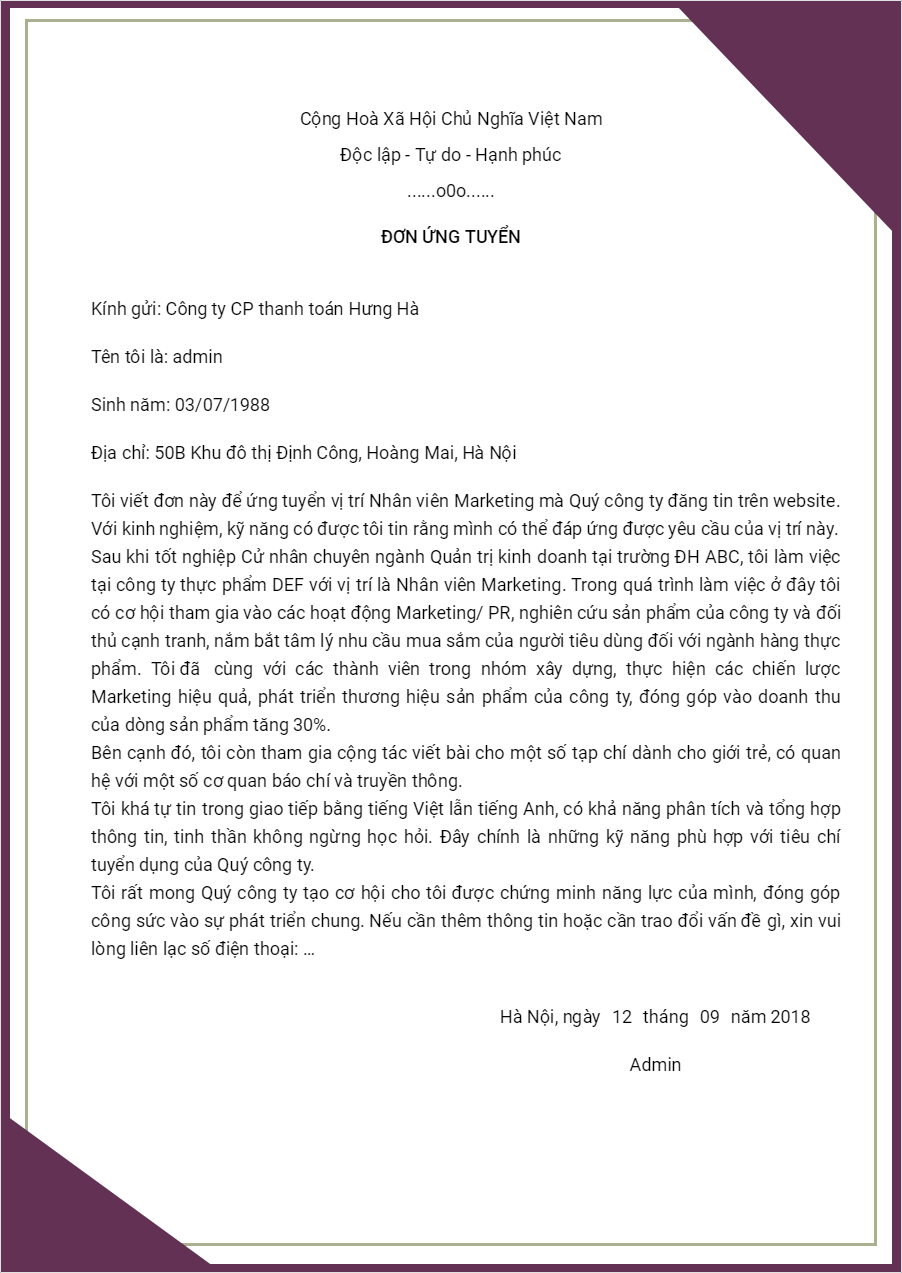 Cộng Hoà Xã Hội Chủ Nghĩa Việt Nam
Độc lập - Tự do - Hạnh phúc
......o0o......
ĐƠN ỨNG TUYỂN
Kính gửi: Công ty CP thanh toán Hưng Hà
Tên tôi là: admin
Sinh năm: 03/07/1988
Địa chỉ: 50B Khu đô thị Định Công, Hoàng Mai, Hà Nội
Tôi viết đơn này để ứng tuyển vị trí Nhân viên Marketing mà Quý công ty đăng tin trên website.
Với kinh nghiệm, kỹ năng có được tôi tin rằng mình có thể đáp ứng được yêu cầu của vị trí này.
Sau khi tốt nghiệp Cử nhân chuyên ngành Quản trị kinh doanh tại trường ĐH ABC, tôi làm việc
tại công ty thực phẩm DEF với vị trí là Nhân viên Marketing. Trong quá trình làm việc ở đây tôi
có cơ hội tham gia vào các hoạt động Marketing/ PR, nghiên cứu sản phẩm của công ty và đối
thủ cạnh tranh, nắm bắt tâm lý nhu cầu mua sắm của người tiêu dùng đối với ngành hàng thực
phẩm. Tôi đã cùng với các thành viên trong nhóm xây dựng, thực hiện các chiến lược
Marketing hiệu quả, phát triển thương hiệu sản phẩm của công ty, đóng góp vào doanh thu
của dòng sản phẩm tăng 30%.
Bên cạnh đó, tôi còn tham gia cộng tác viết bài cho một số tạp chí dành cho giới trẻ, có quan
hệ với một số cơ quan báo chí và truyền thông.
Tôi khá tự tin trong giao tiếp bằng tiếng Việt lẫn tiếng Anh, có khả năng phân tích và tổng hợp
thông tin, tinh thần không ngừng học hỏi. Đây chính là những kỹ năng phù hợp với tiêu chí
tuyển dụng của Quý công ty.
Tôi rất mong Quý công ty tạo cơ hội cho tôi được chứng minh năng lực của mình, đóng góp
công sức vào sự phát triển chung. Nếu cần thêm thông tin hoặc cần trao đổi vấn đề gì, xin vui
lòng liên lạc số điện thoại: …
Hà Nội, ngày 12 tháng 09 năm 2018
Admin